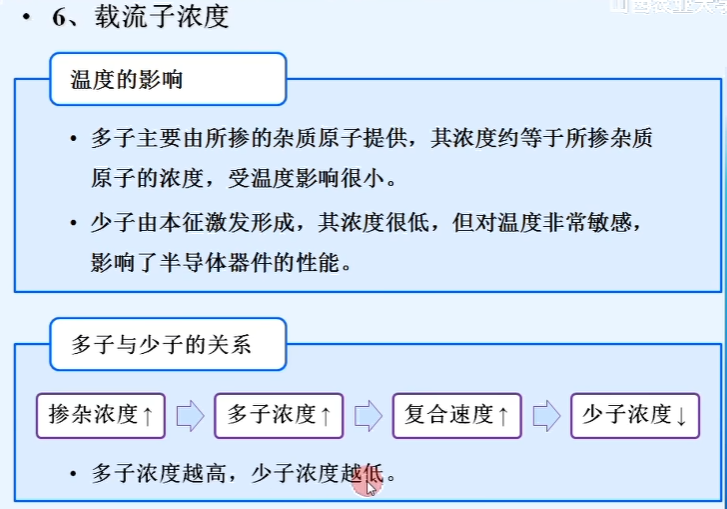 • 6、载流子浓度
温度的影响
• 多子主要由所掺的杂质原子提供，其浓度约等于所掺杂质
原子的浓度，受温度影响很小。
• 少子由本征激发形成，其浓度很低，但对温度非常敏感，
影响了半导体器件的性能。
多子与少子的关系
掺杂浓度↑ 多子浓度↑ 复合速度↑ 少子浓度↓
• 多子浓度越高，少子浓度越低。